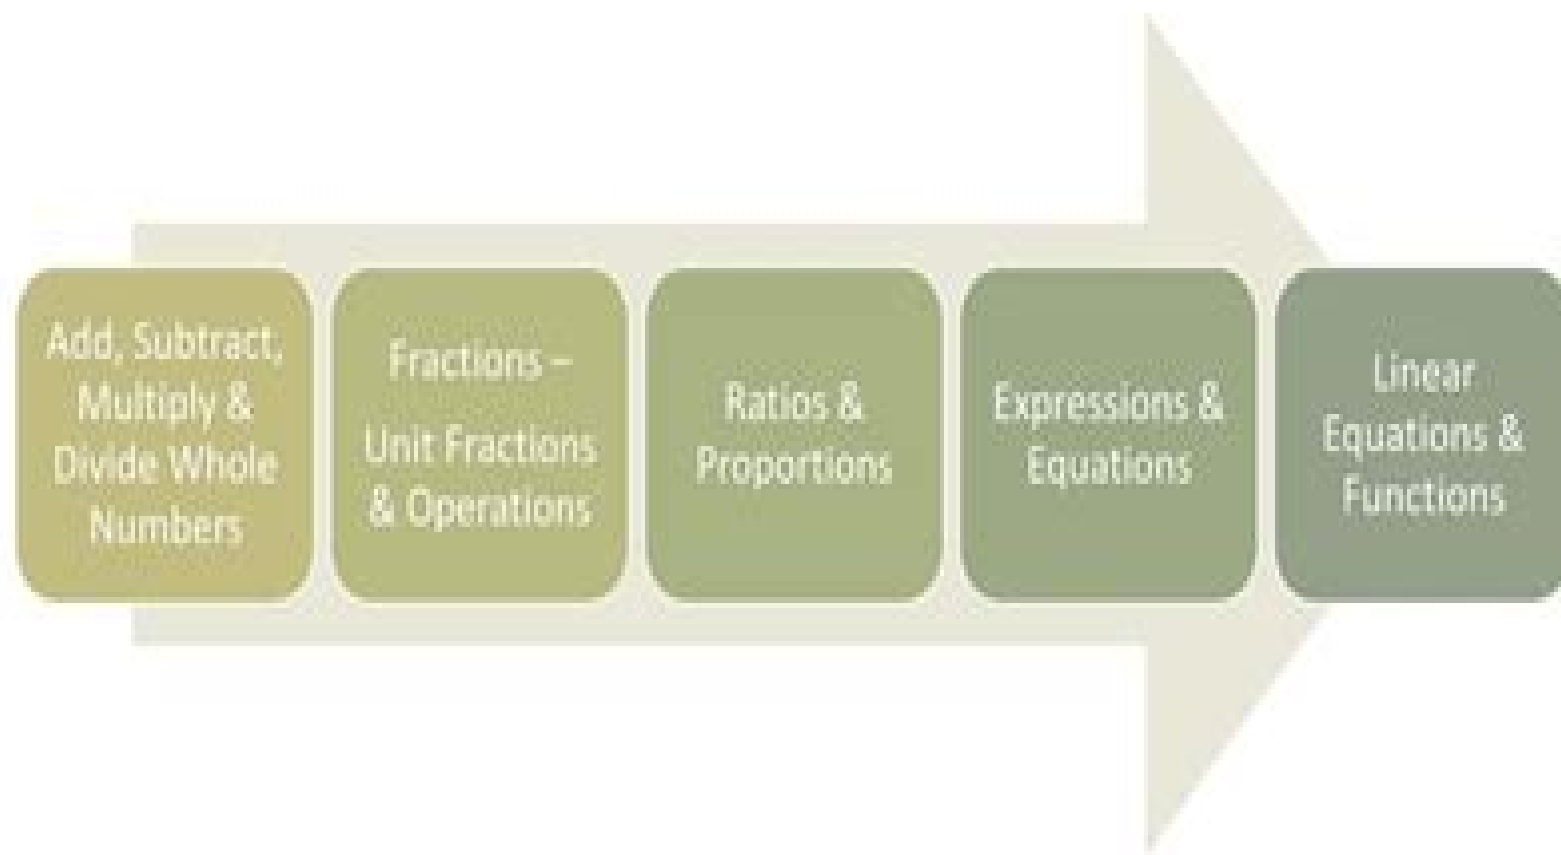 Add, Subtract,
Multiply &
Divide Whole
Numbers
Fractions –
Unit Fractions
& Operations
Ratios &
Proportions
Expressions &
Equations
Linear
Equations &
Functions